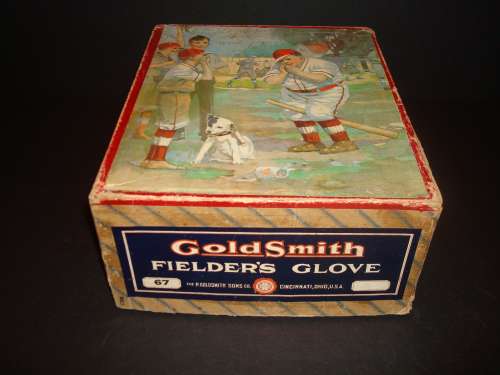 GoldSmith
FIELDER'S GLOVE
67 THE P. GOLDSMITH SONS CO. CINCINNATI, OHIO, U.S.A.